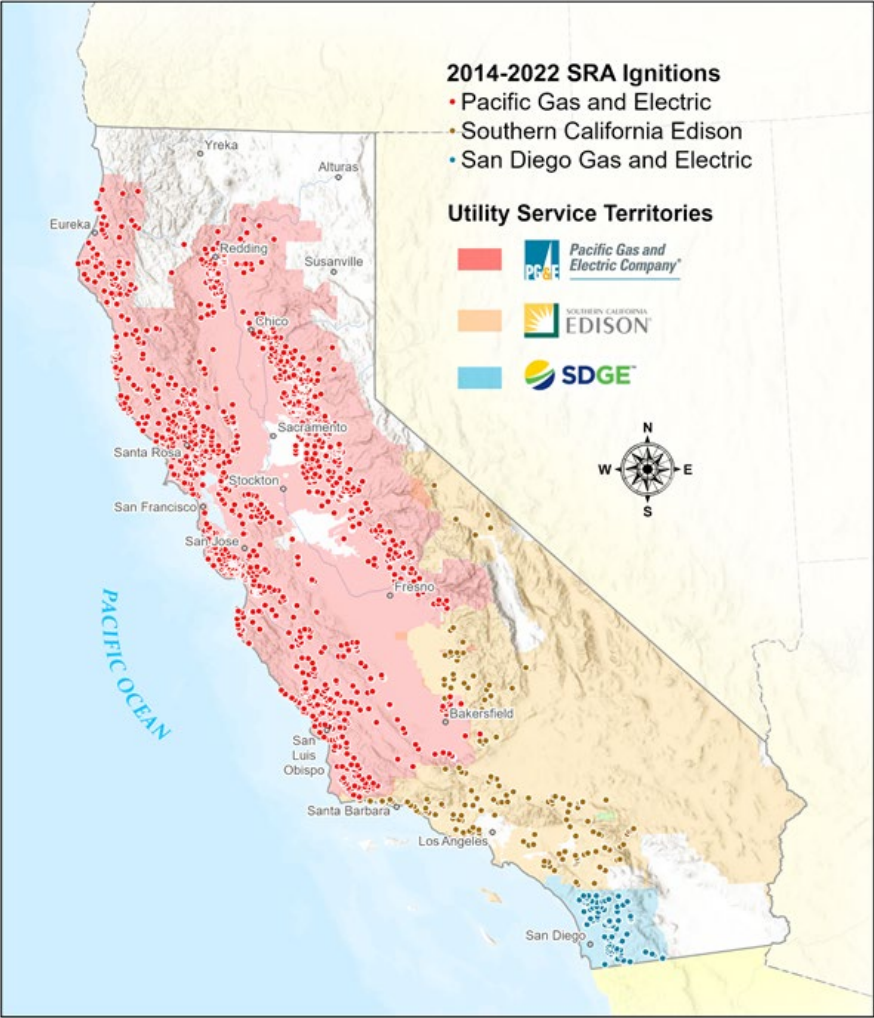 2014-2022 SRA Ignitions
Pacific Gas and Electric
Southern California Edison
San Diego Gas and Electric
Utility Service Territories
PG&E
Pacific Gas and
Electric Company®
SOUTHERN CALIFORNIA
EDISON®
SDGE™
N
W
E
S
Yreka
Alturas
Eureka
Redding
Susanville
Chico
Sacramento
Santa Rosa
Stockton
San Francisco
San Jose
Fresno
PACIFIC OCEAN
Bakersfield
San
Luis
Obispo
Santa Barbara
Los Angeles
San Diego